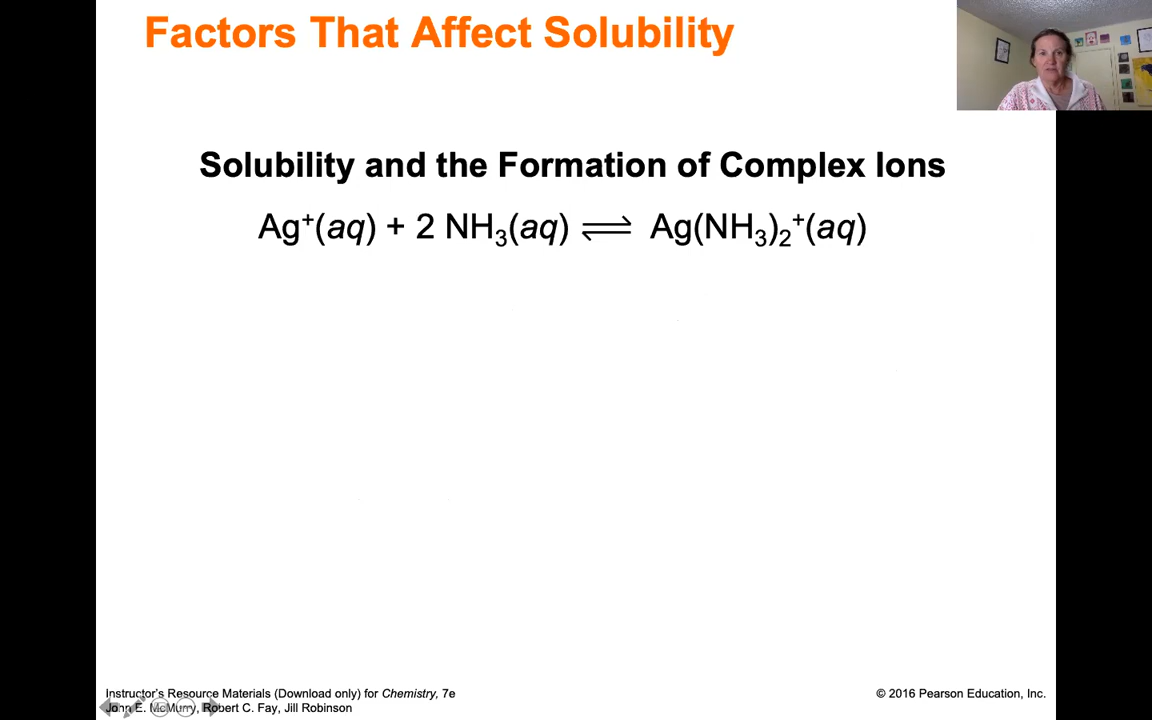 Factors That Affect Solubility
Solubility and the Formation of Complex Ions
Ag⁺(aq) + 2 NH₃(aq) ⇌ Ag(NH₃)₂⁺(aq)
Instructor's Resource Materials (Download only) for Chemistry, 7e
John E. McMurry, Robert C. Fay, Jill Robinson
© 2016 Pearson Education, Inc.